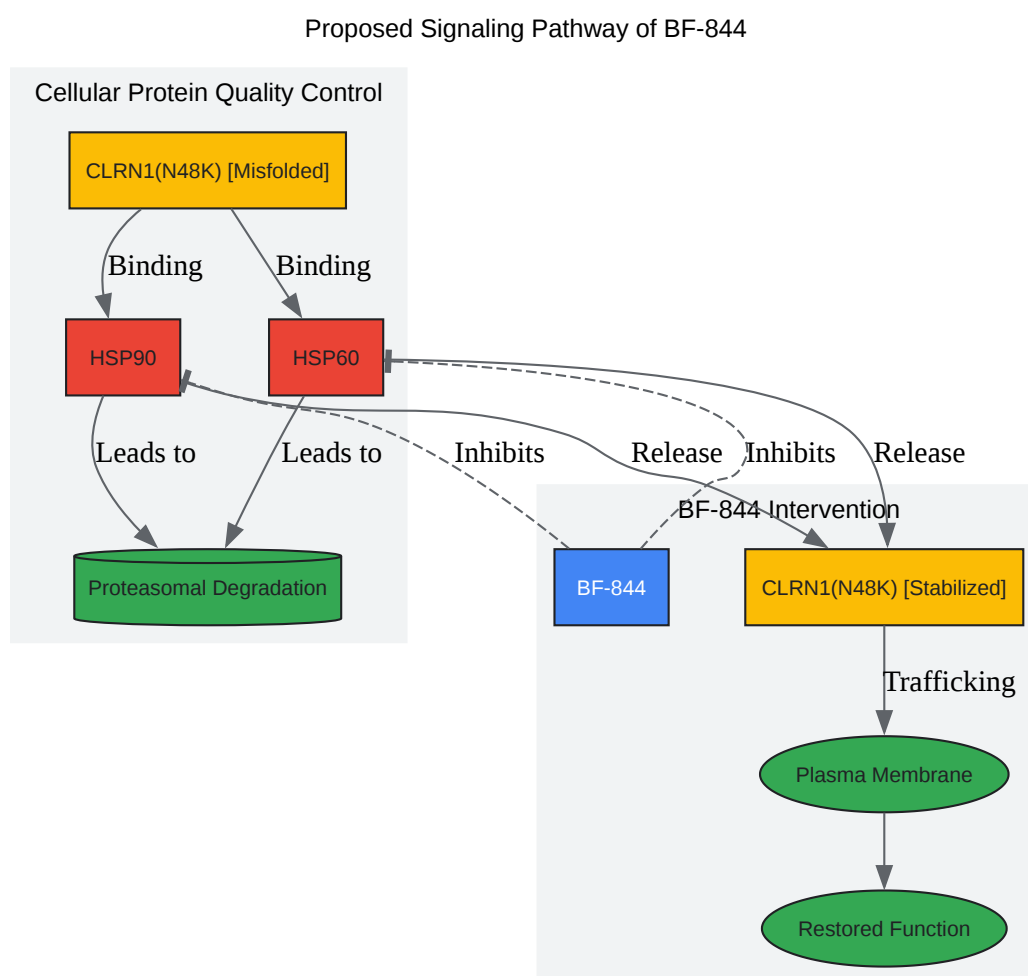 Proposed Signaling Pathway of BF-844
Cellular Protein Quality Control
CLRN1(N48K) [Misfolded]
Binding
Binding
HSP90
HSP60
Leads to
Leads to
Inhibits
Release
Inhibits
Release
BF-844 Intervention
Proteasomal Degradation
BF-844
CLRN1(N48K) [Stabilized]
Trafficking
Plasma Membrane
Restored Function